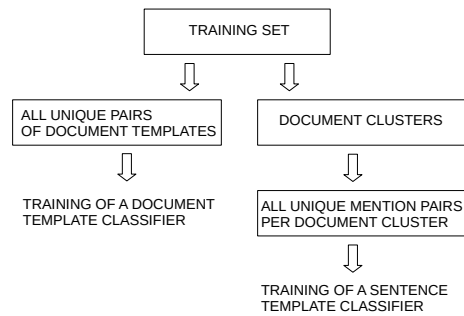 TRAINING SET
ALL UNIQUE PAIRS
OF DOCUMENT TEMPLATES
TRAINING OF A DOCUMENT
TEMPLATE CLASSIFIER
DOCUMENT CLUSTERS
ALL UNIQUE MENTION PAIRS
PER DOCUMENT CLUSTER
TRAINING OF A SENTENCE
TEMPLATE CLASSIFIER